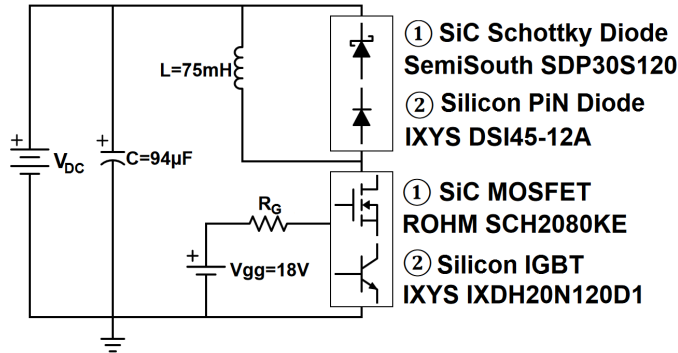 ① SiC Schottky Diode
SemiSouth SDP30S120
L=75mH
② Silicon PiN Diode
IXYS DSI45-12A
+
+
VDC
C=94µF
① SiC MOSFET
ROHM SCH2080KE
RG
+
Vgg=18V
② Silicon IGBT
IXYS IXDH20N120D1